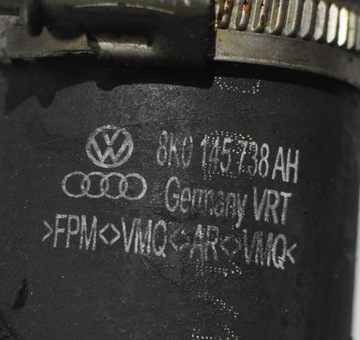 8K0 145 738 AH
Germany VRT
>FPM<>VMQ<>AR<>VMQ<